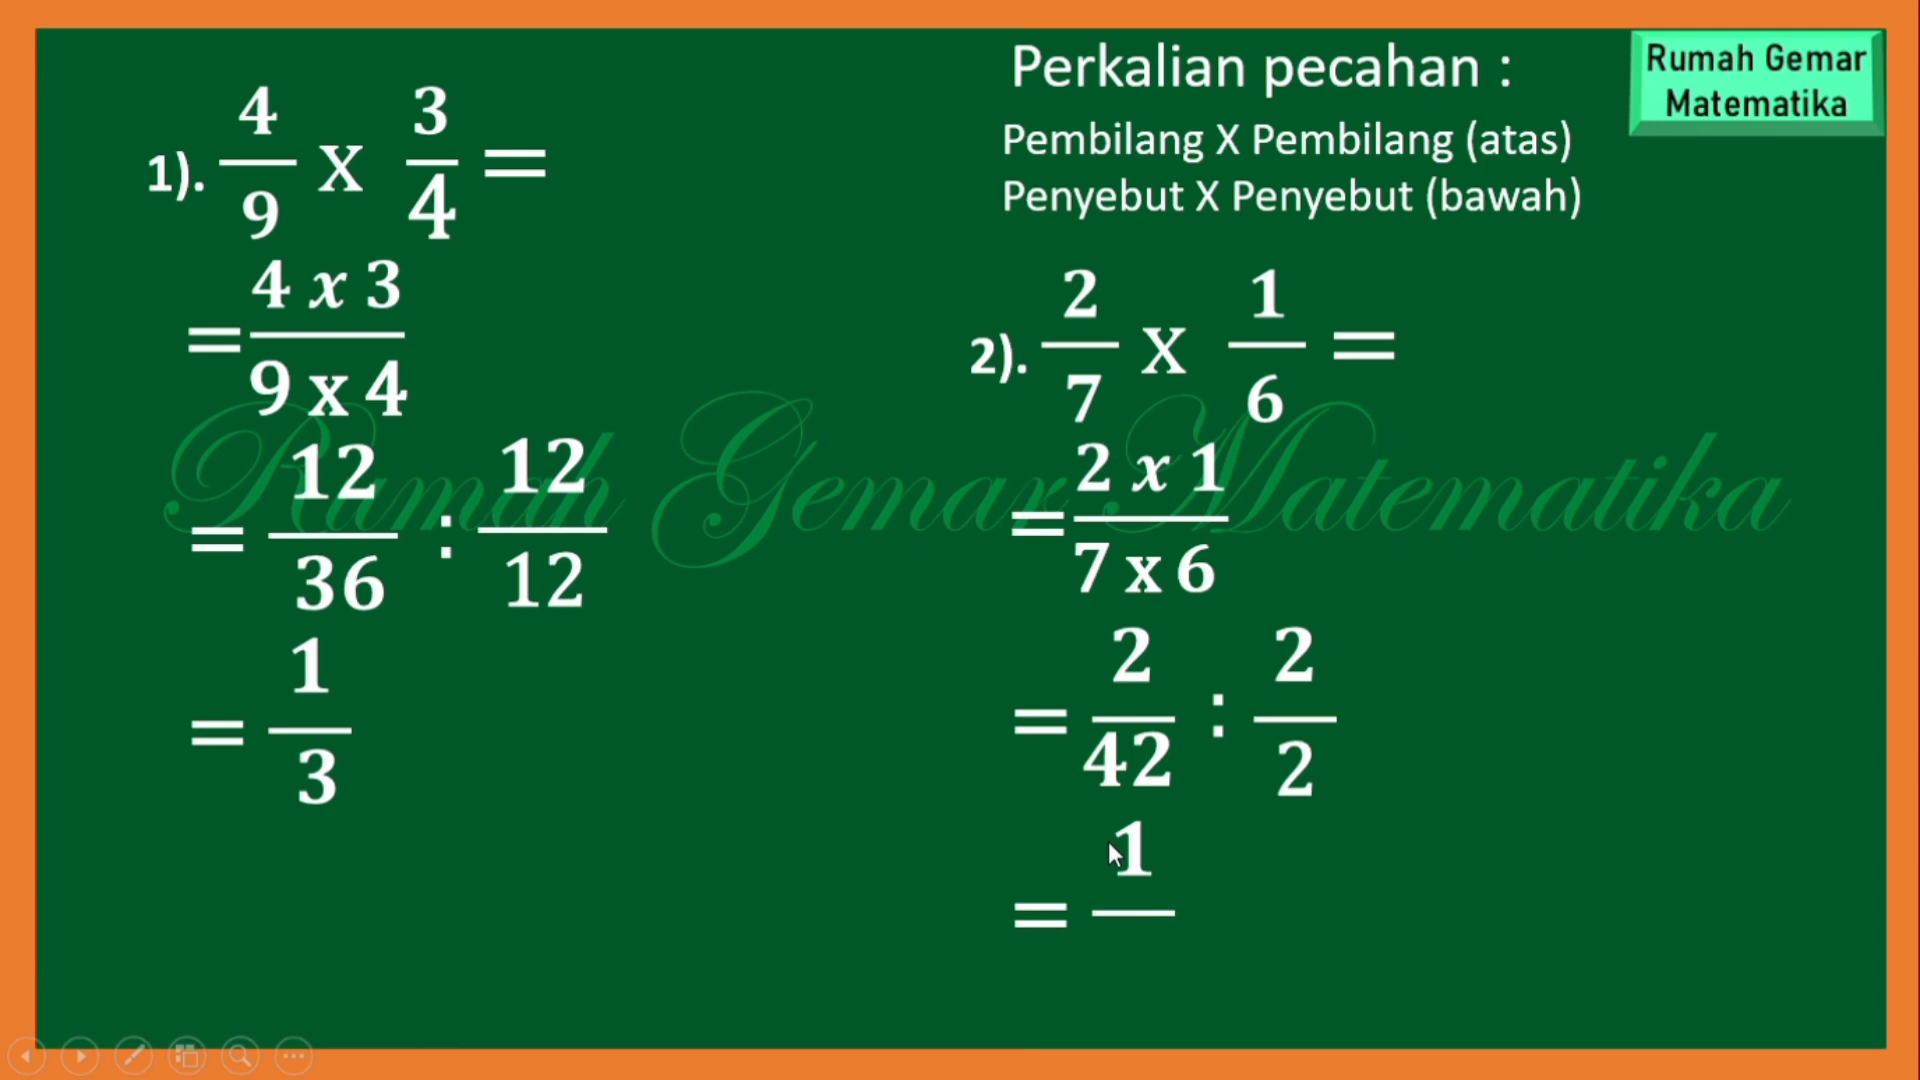 Perkalian pecahan :
Pembilang X Pembilang (atas)
Penyebut X Penyebut (bawah)
Rumah Gemar
Matematika
1). 4/9 X 3/4 =
= 4 x 3 / 9 x 4
= 12/36 : 12/12
= 1/3
2). 2/7 X 1/6 =
= 2 x 1 / 7 x 6
= 2/42 : 2/2
= 1/
Rumah Gemar Matematika